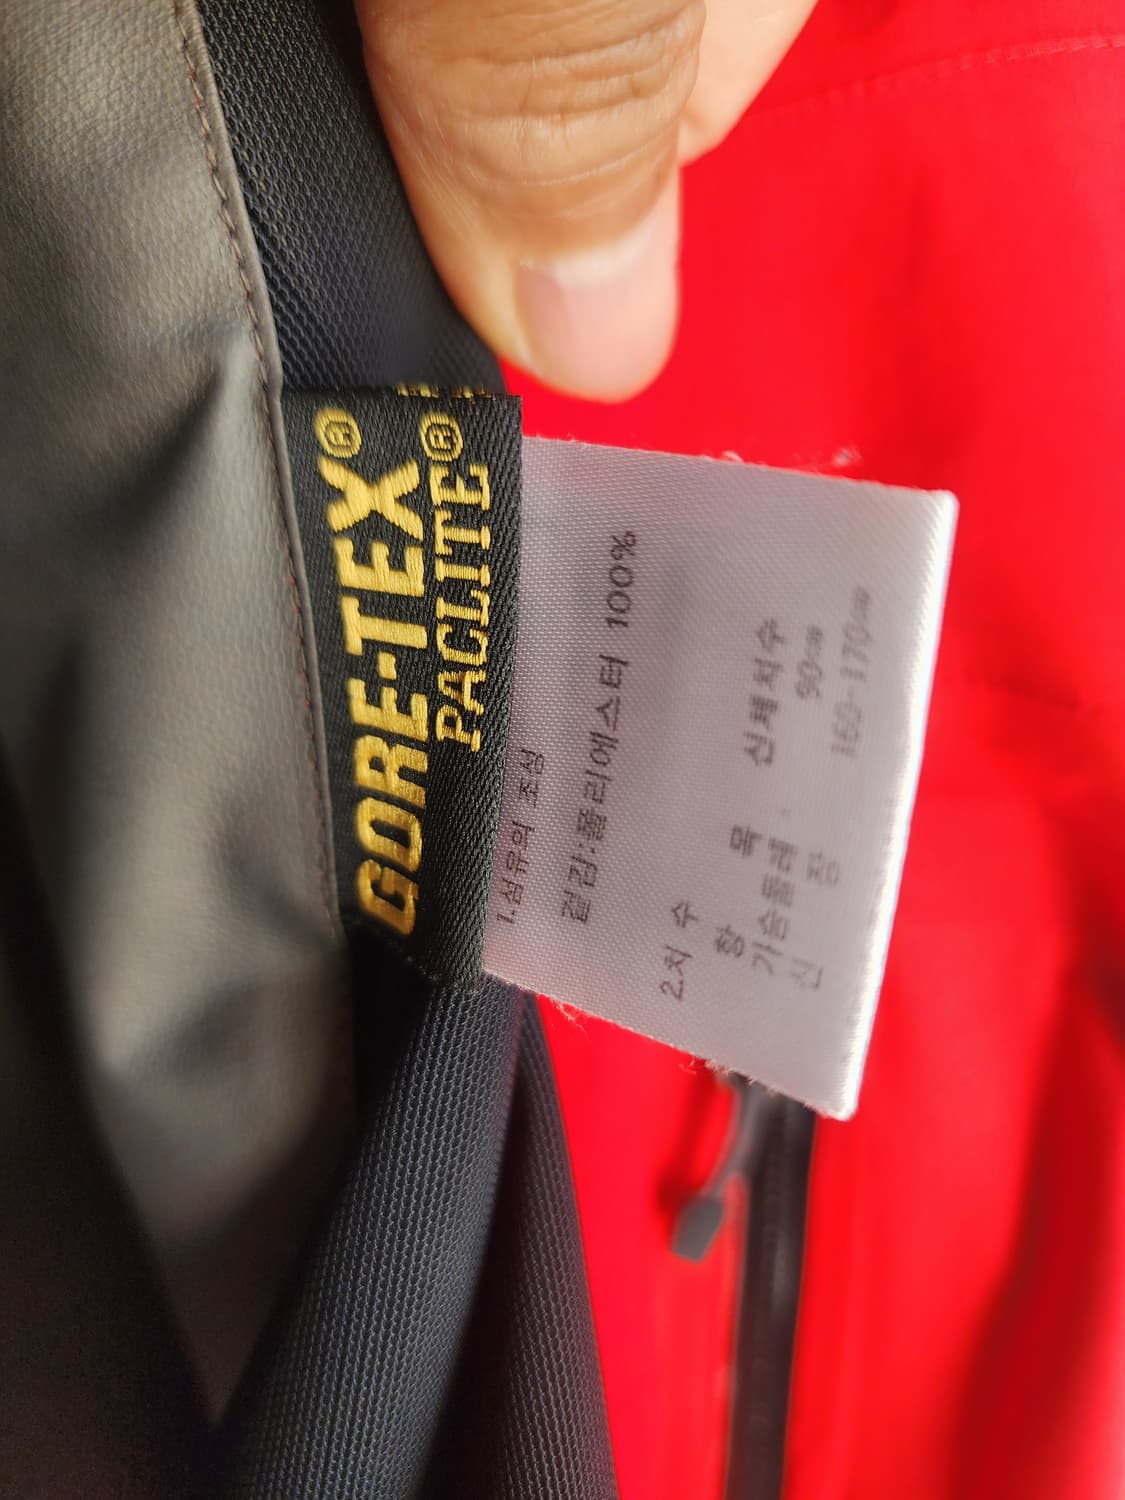 GORE-TEX®
PACLITE®
1.섬유의 조성
겉감:폴리에스터 100%
2.치 수
항 목 신체치수
가슴둘레 90cm
신 장 160-170cm